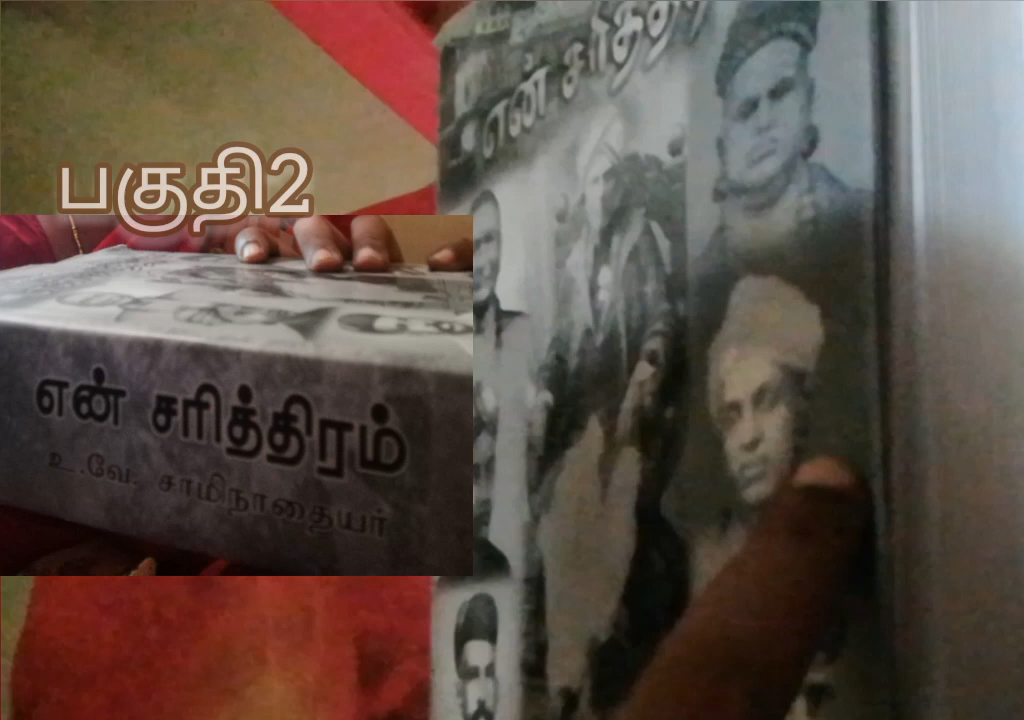 என் சரித்திர
பகுதி2
என் சரித்திரம்
உ.வே. சாமிநாதையர்